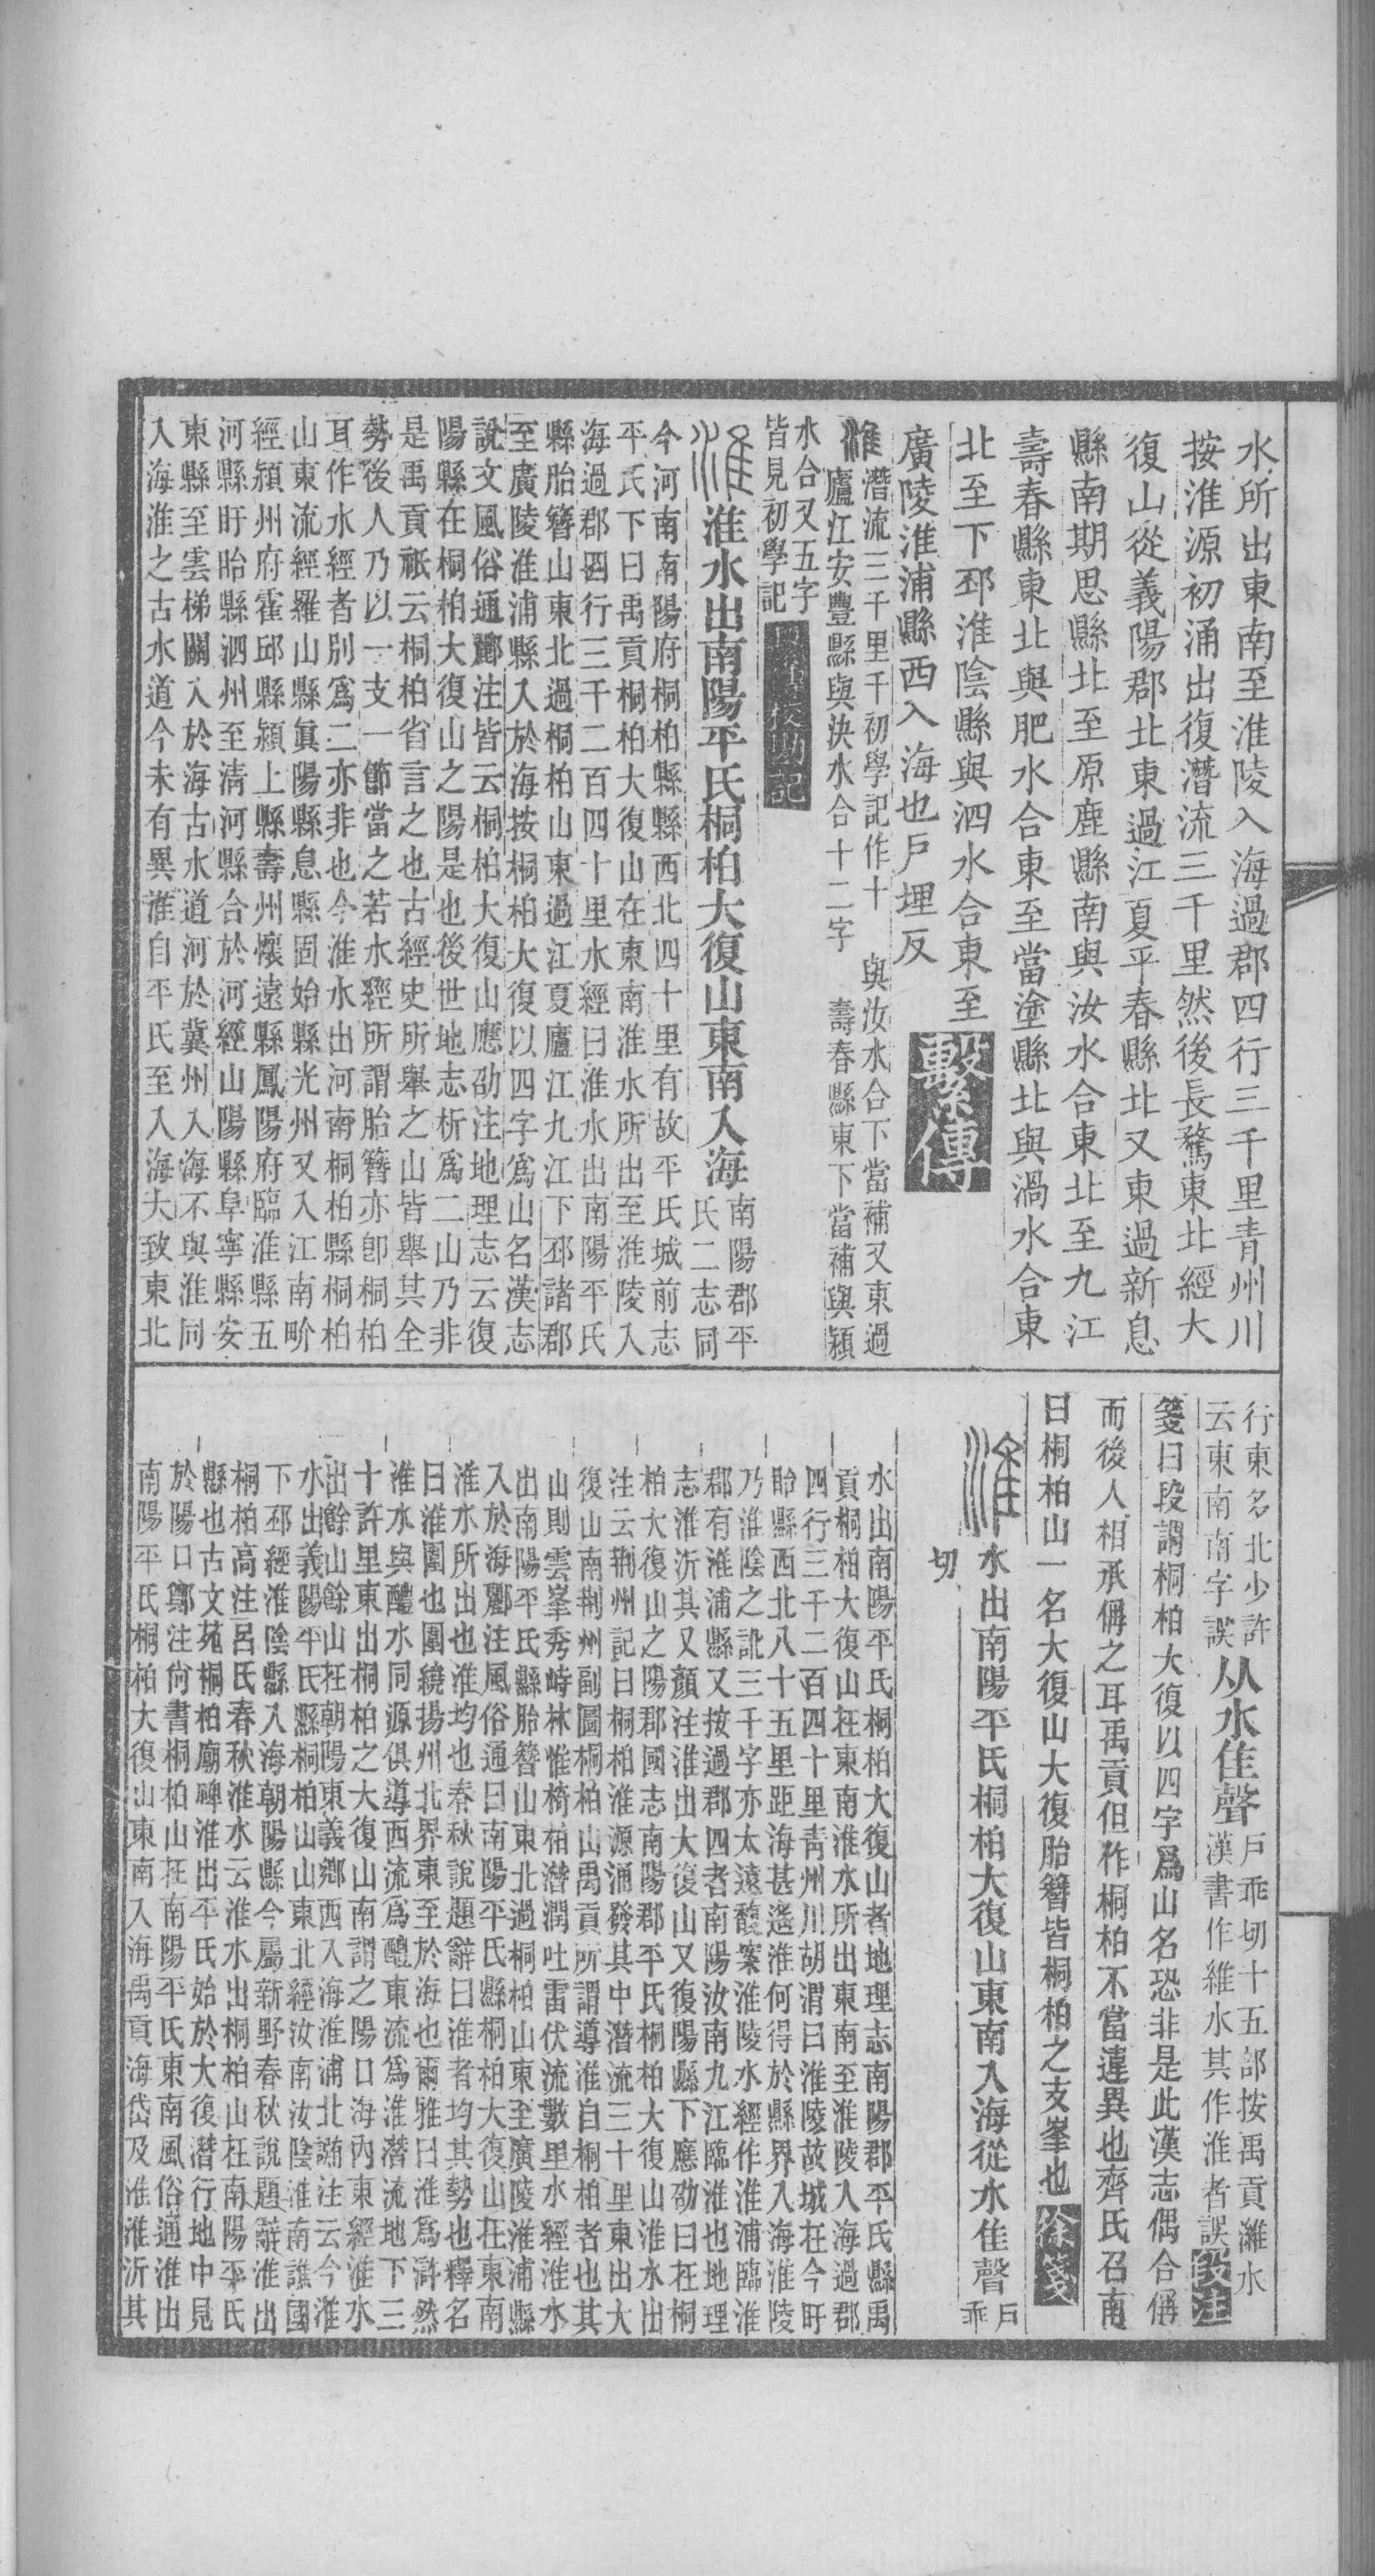 水所出東南至淮陵入海過郡四行三千里青州川
按淮源初涌出復潛流三千里然後長騖東北經大
復山從義陽郡北東過江夏平春縣北又東過新息
縣南期思縣北至原鹿縣南與汝水合東北至九江
壽春縣東北與肥水合東至當塗縣北與渦水合東
北至下邳淮陰縣與泗水合東至
廣陵淮浦縣西入海也戶埋反 繫傳
淮潛流三千里千初學記作十 與汝水合下當補又東過
廬江安豐縣與決水合十二字 壽春縣東下當補與潁
水合又五字
皆見初學記 校勘記
淮水出南陽平氏桐柏大復山東南入海南陽郡平
氏二志同
今河南南陽府桐柏縣縣西北四十里有故平氏城前志
平氏下曰禹貢桐柏大復山在東南淮水所出至淮陵入
海過郡四行三千二百四十里水經曰淮水出南陽平氏
縣胎簪山東北過桐柏山東過江夏廬江九江下邳諸郡
至廣陵淮浦縣入於海按桐柏大復以四字爲山名漢志
說文風俗通酈注皆云桐柏大復山應劭注地理志云復
陽縣在桐柏大復山之陽是也後世地志析爲二山乃非
是禹貢祇云桐柏省言之也古經史所舉之山皆舉其全
勢後人乃以一支一節當之若水經所謂胎簪亦卽桐柏
耳作水經者別爲二亦非也今淮水出河南桐柏縣桐柏
山東流經羅山縣眞陽縣息縣固始縣光州又入江南畍
經潁州府霍邱縣潁上縣壽州懷遠縣鳳陽府臨淮縣五
河縣盱眙縣泗州至清河縣合於河經山陽縣阜寧縣安
東縣至雲梯關入於海古水道河於冀州入海不與淮同
入海淮之古水道今未有異淮自平氏至入海大致東北
行東多北少許
云東南南字誤从水隹聲戶乖切十五部按禹貢濰水
漢書作維水其作淮者誤 段注
箋曰段謂桐柏大復以四字爲山名恐非是此漢志偶合偁
而後人相承偁之耳禹貢但作桐柏不當違異也齊氏召南
曰桐柏山一名大復山大復胎簪皆桐柏之支峯也 徐箋
水出南陽平氏桐柏大復山東南入海從水隹聲戶乖
切
水出南陽平氏桐柏大復山者地理志南陽郡平氏縣禹
貢桐柏大復山在東南淮水所出東南至淮陵入海過郡
四行三千二百四十里靑州川胡渭曰淮陵故城在今盱
眙縣西北八十五里距海甚遙淮何得於縣界入海淮陵
乃淮陰之訛三千字亦太遠馥案淮陵水經作淮浦臨淮
郡有淮浦縣又按過郡四者南陽汝南九江臨淮也地理
志淮沂其又顏注淮出大復山又復陽縣下應劭曰在桐
柏大復山之陽郡國志南陽郡平氏桐柏大復山淮水出
注云荆州記曰桐柏淮源涌發其中潛流三十里東出大
復山南荆州副圖桐柏山禹貢所謂導淮自桐柏者也其
山則雲峯秀峙林惟椅柏潛潤吐雷伏流數里水經淮水
出南陽平氏縣胎簪山東北過桐柏山東至廣陵淮浦縣
入於海酈注風俗通曰南陽平氏縣桐柏大復山在東南
淮水所出也淮均也春秋說題辭曰淮者均其勢也釋名
曰淮圍也圍繞揚州北界東至於海也爾雅曰淮爲滸然
淮水與醴水同源俱導西流爲醴東流爲淮潛流地下三
十許里東出桐柏之大復山南謂之陽口海內東經淮水
出餘山餘山在朝陽東義鄉西入海淮浦北誦注云今淮
水出義陽平氏縣桐柏山山東北經汝南汝陰淮南譙國
下邳經淮陰縣入海朝陽縣今屬新野春秋說題辭淮出
桐柏高注呂氏春秋淮水云淮水出桐柏山在南陽平氏
縣也古文苑桐柏廟碑淮出平氏始於大復潛行地中見
於陽口鄭注尙書桐柏山在南陽平氏東南風俗通淮出
南陽平氏桐柏大復山東南入海禹貢海岱及淮淮沂其